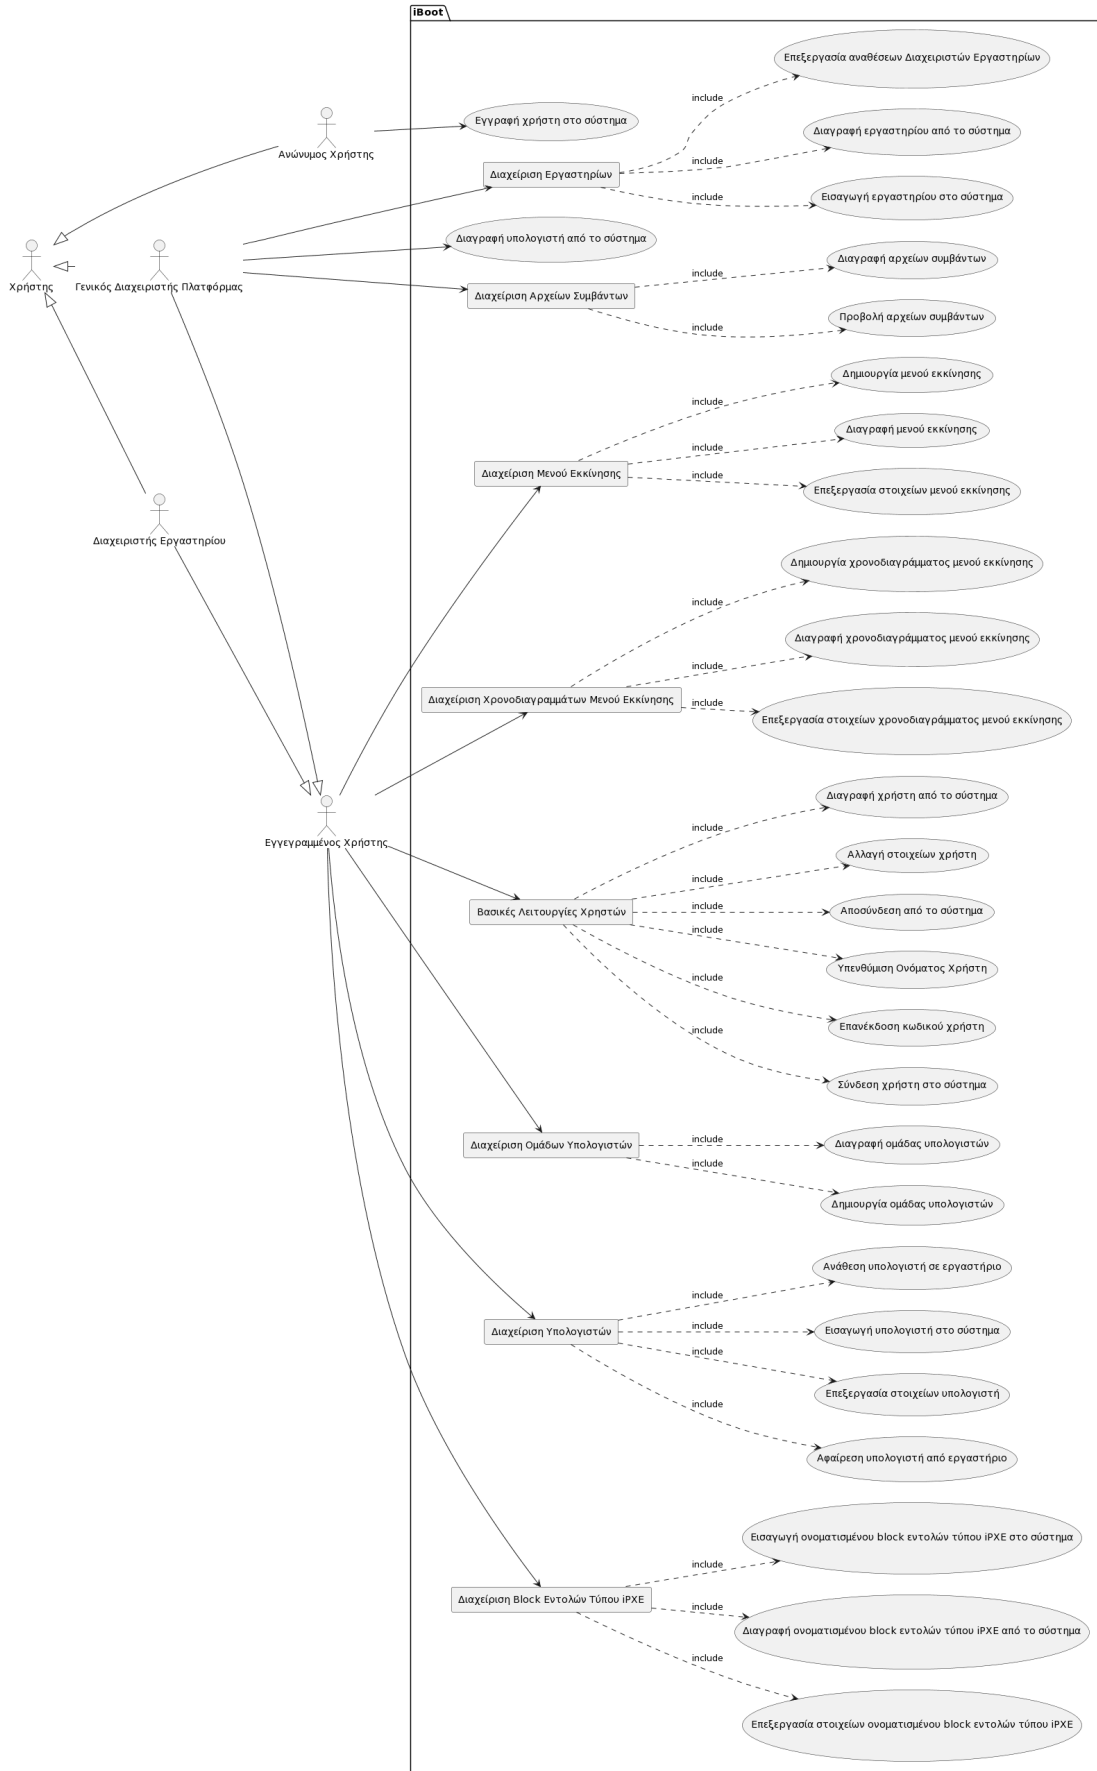 iBoot
Επεξεργασία αναθέσεων Διαχειριστών Εργαστηρίων
include
Εγγραφή χρήστη στο σύστημα
Διαγραφή εργαστηρίου από το σύστημα
Ανώνυμος Χρήστης
include
Διαχείριση Εργαστηρίων
include
Εισαγωγή εργαστηρίου στο σύστημα
Διαγραφή υπολογιστή από το σύστημα
Διαγραφή αρχείων συμβάντων
include
Χρήστης
Γενικός Διαχειριστής Πλατφόρμας
Διαχείριση Αρχείων Συμβάντων
include
Προβολή αρχείων συμβάντων
Δημιουργία μενού εκκίνησης
include
Διαγραφή μενού εκκίνησης
include
Διαχείριση Μενού Εκκίνησης
include
Επεξεργασία στοιχείων μενού εκκίνησης
Διαχειριστής Εργαστηρίου
Δημιουργία χρονοδιαγράμματος μενού εκκίνησης
include
Διαγραφή χρονοδιαγράμματος μενού εκκίνησης
include
Διαχείριση Χρονοδιαγραμμάτων Μενού Εκκίνησης
include
Επεξεργασία στοιχείων χρονοδιαγράμματος μενού εκκίνησης
Διαγραφή χρήστη από το σύστημα
include
Εγγεγραμμένος Χρήστης
Αλλαγή στοιχείων χρήστη
include
Βασικές Λειτουργίες Χρηστών
include
Αποσύνδεση από το σύστημα
include
Υπενθύμιση Ονόματος Χρήστη
include
Επανέκδοση κωδικού χρήστη
include
Σύνδεση χρήστη στο σύστημα
Διαχείριση Ομάδων Υπολογιστών
include
Διαγραφή ομάδας υπολογιστών
include
Δημιουργία ομάδας υπολογιστών
Ανάθεση υπολογιστή σε εργαστήριο
include
Διαχείριση Υπολογιστών
include
Εισαγωγή υπολογιστή στο σύστημα
include
Επεξεργασία στοιχείων υπολογιστή
include
Αφαίρεση υπολογιστή από εργαστήριο
Εισαγωγή ονοματισμένου block εντολών τύπου iPXE στο σύστημα
include
Διαχείριση Block Εντολών Τύπου iPXE
include
Διαγραφή ονοματισμένου block εντολών τύπου iPXE από το σύστημα
include
Επεξεργασία στοιχείων ονοματισμένου block εντολών τύπου iPXE